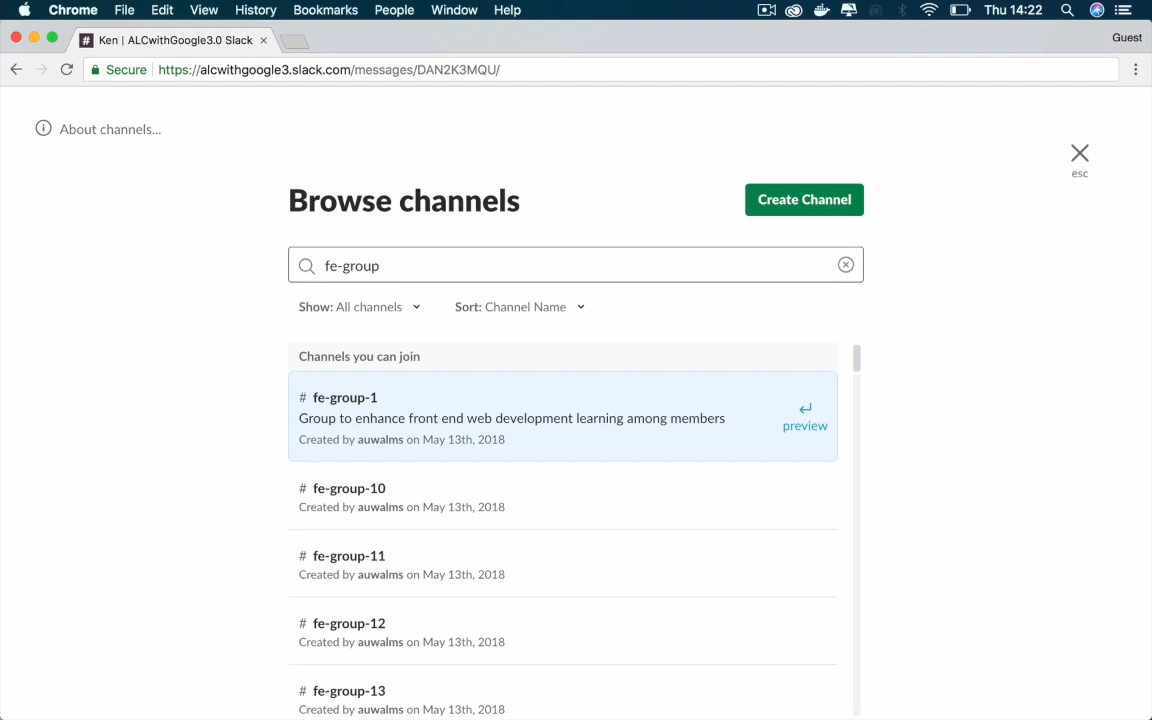 Chrome File Edit View History Bookmarks People Window Help Thu 14:22
# Ken | ALCwithGoogle3.0 Slack × Guest
Secure https://alcwithgoogle3.slack.com/messages/DAN2K3MQU/
About channels...
esc
Browse channels Create Channel
fe-group
Show: All channels Sort: Channel Name
Channels you can join
# fe-group-1
Group to enhance front end web development learning among members
Created by auwalms on May 13th, 2018
preview
# fe-group-10
Created by auwalms on May 13th, 2018
# fe-group-11
Created by auwalms on May 13th, 2018
# fe-group-12
Created by auwalms on May 13th, 2018
# fe-group-13
Created by auwalms on May 13th, 2018